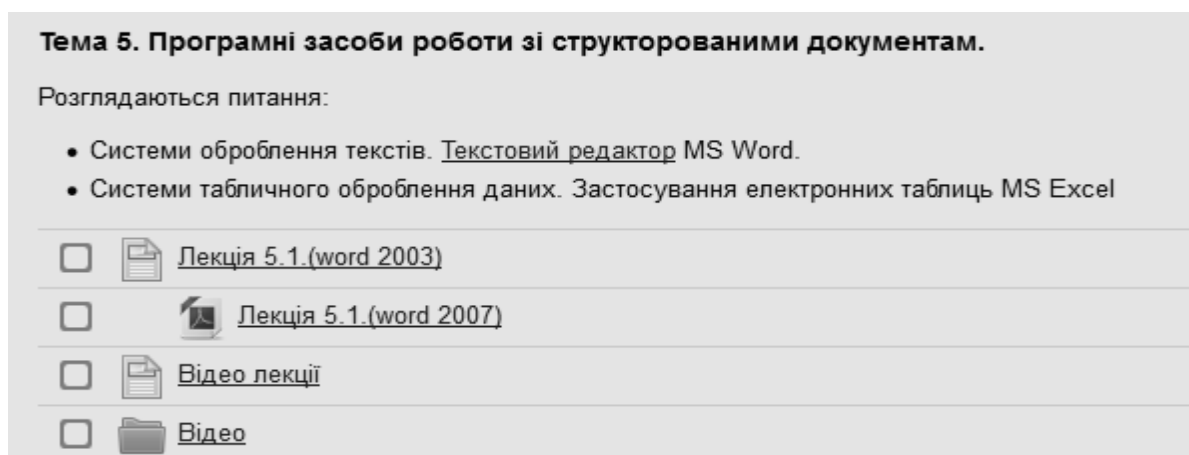 Тема 5. Програмні засоби роботи зі структорованими документам.
Розглядаються питання:
• Системи оброблення текстів. Текстовий редактор MS Word.
• Системи табличного оброблення даних. Застосування електронних таблиць MS Excel
Лекція 5.1.(word 2003)
Лекція 5.1.(word 2007)
Відео лекції
Відео